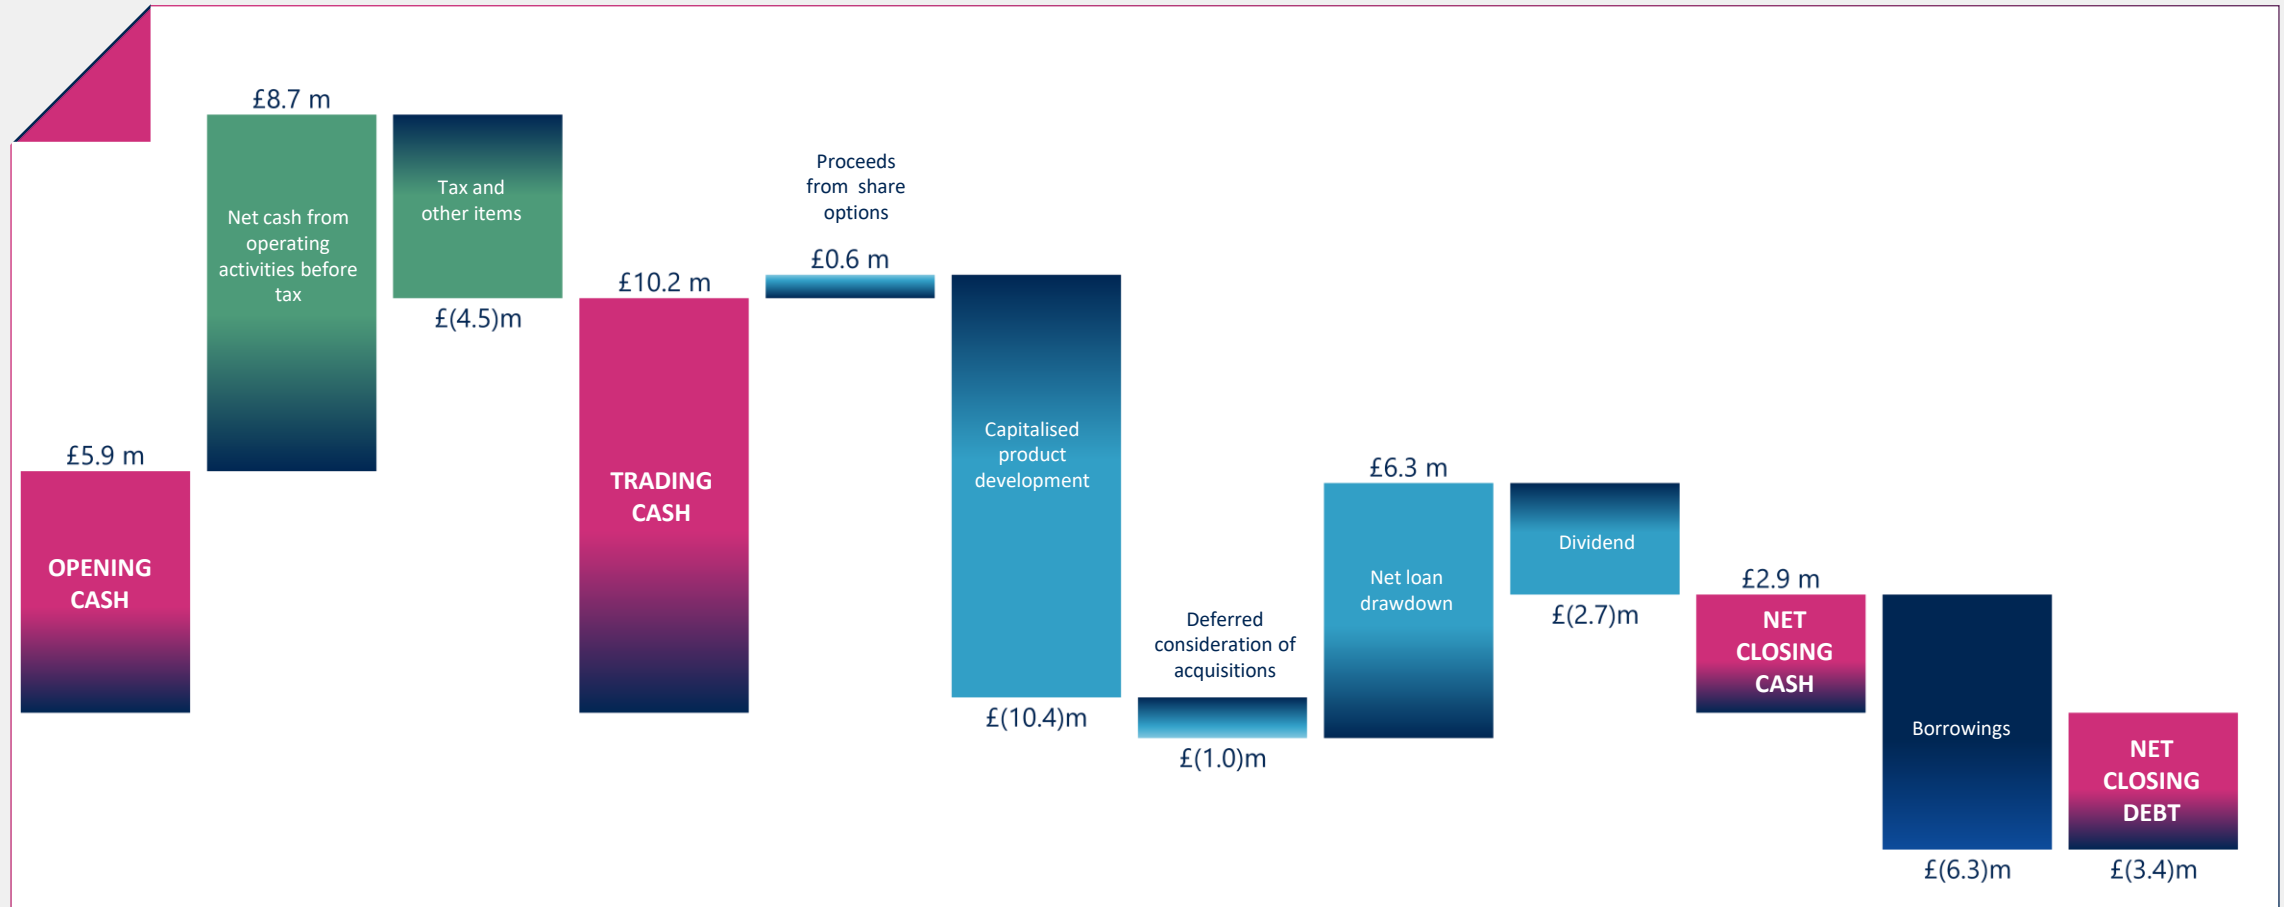 £5.9 m
OPENING
CASH
£8.7 m
Net cash from
operating
activities before
tax
Tax and
other items
£(4.5)m
£10.2 m
TRADING
CASH
Proceeds
from share
options
£0.6 m
Capitalised
product
development
£(10.4)m
Deferred
consideration of
acquisitions
£(1.0)m
£6.3 m
Net loan
drawdown
Dividend
£(2.7)m
£2.9 m
NET
CLOSING
CASH
Borrowings
£(6.3)m
NET
CLOSING
DEBT
£(3.4)m